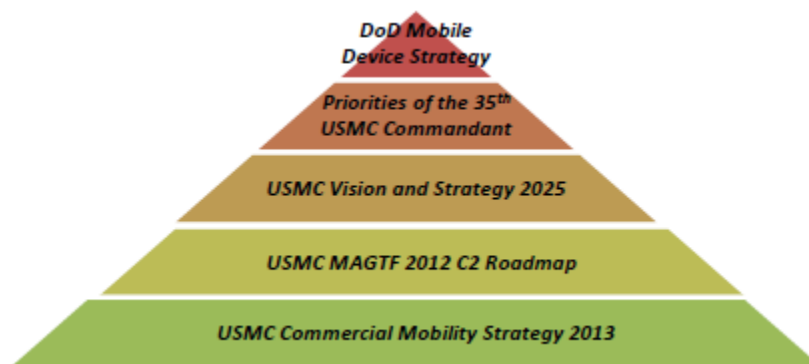 DoD Mobile
Device Strategy
Priorities of the 35th
USMC Commandant
USMC Vision and Strategy 2025
USMC MAGTF 2012 C2 Roadmap
USMC Commercial Mobility Strategy 2013